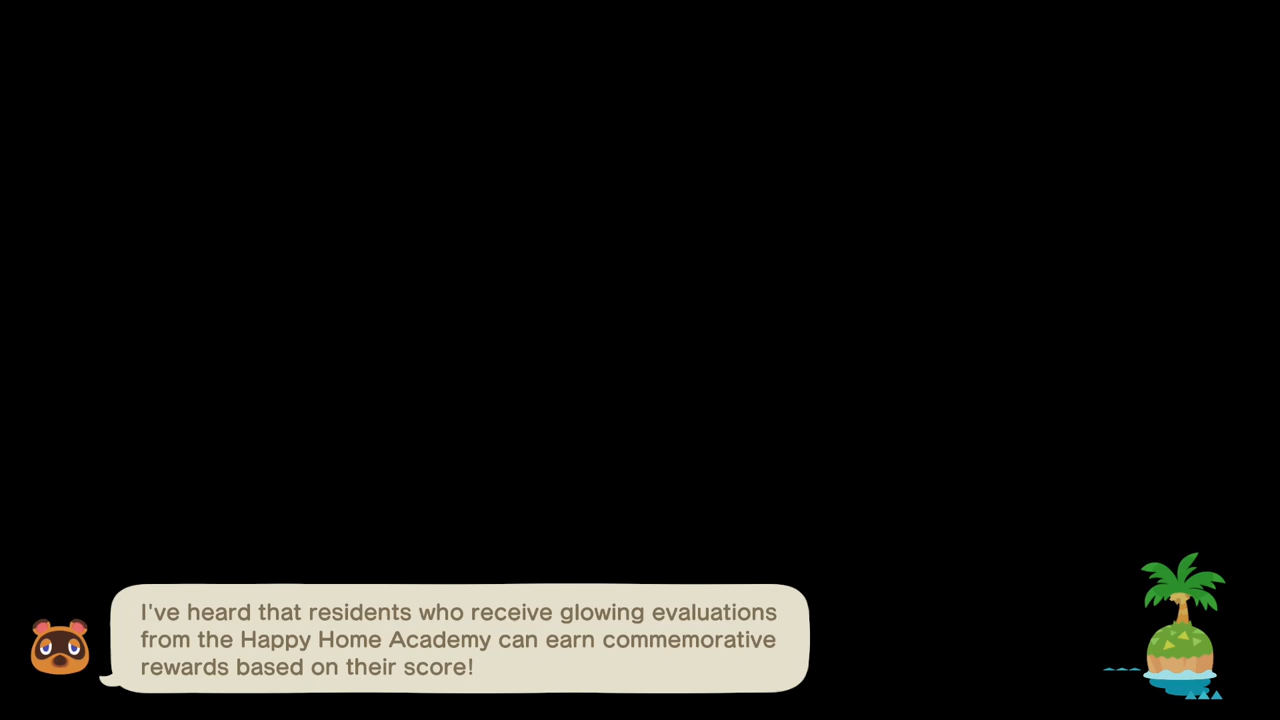 I've heard that residents who receive glowing evaluations
from the Happy Home Academy can earn commemorative
rewards based on their score!